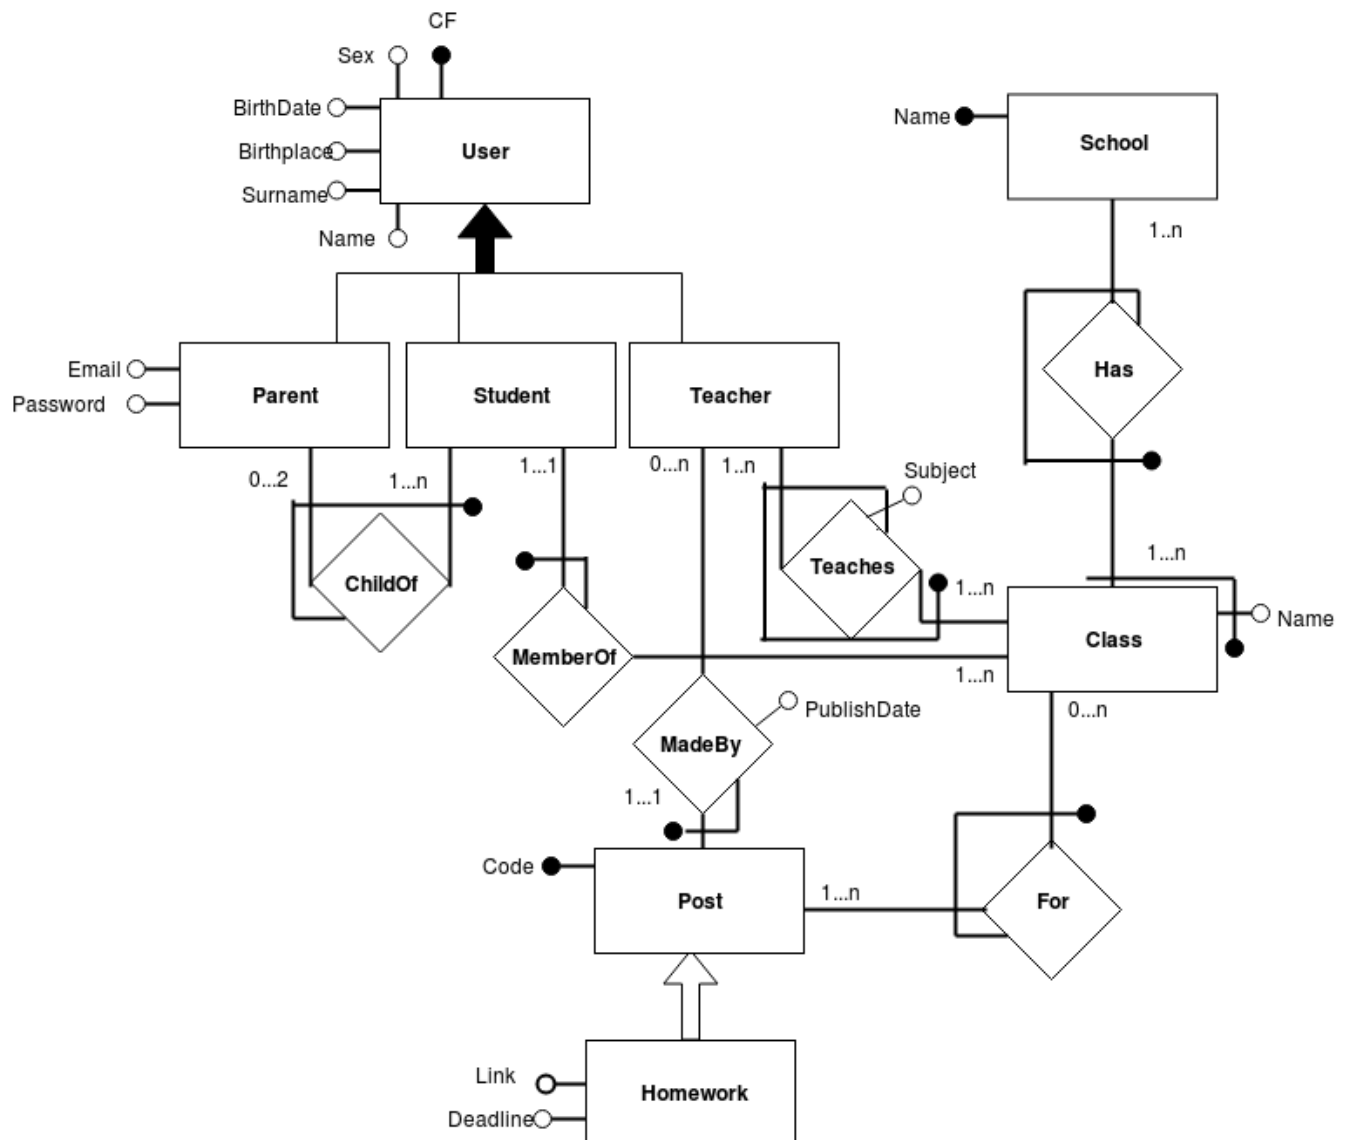 CF
Sex
BirthDate
Birthplace
Surname
Name
User
Name
School
1..n
Has
Email
Password
Parent
Student
Teacher
0...2
1...n
1...1
0...n
1..n
Subject
ChildOf
Teaches
1...n
1...n
Class
Name
MemberOf
1...n
0...n
PublishDate
MadeBy
1...1
Code
Post
1...n
For
Link
Deadline
Homework